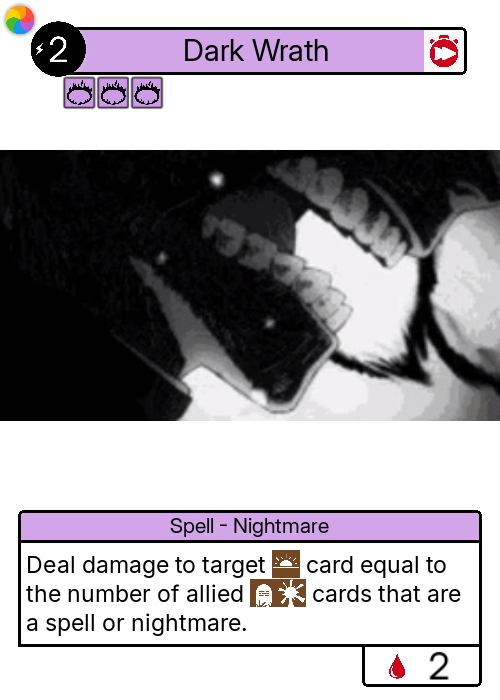 2
Dark Wrath
Spell - Nightmare
Deal damage to target card equal to
the number of allied cards that are
a spell or nightmare.
2